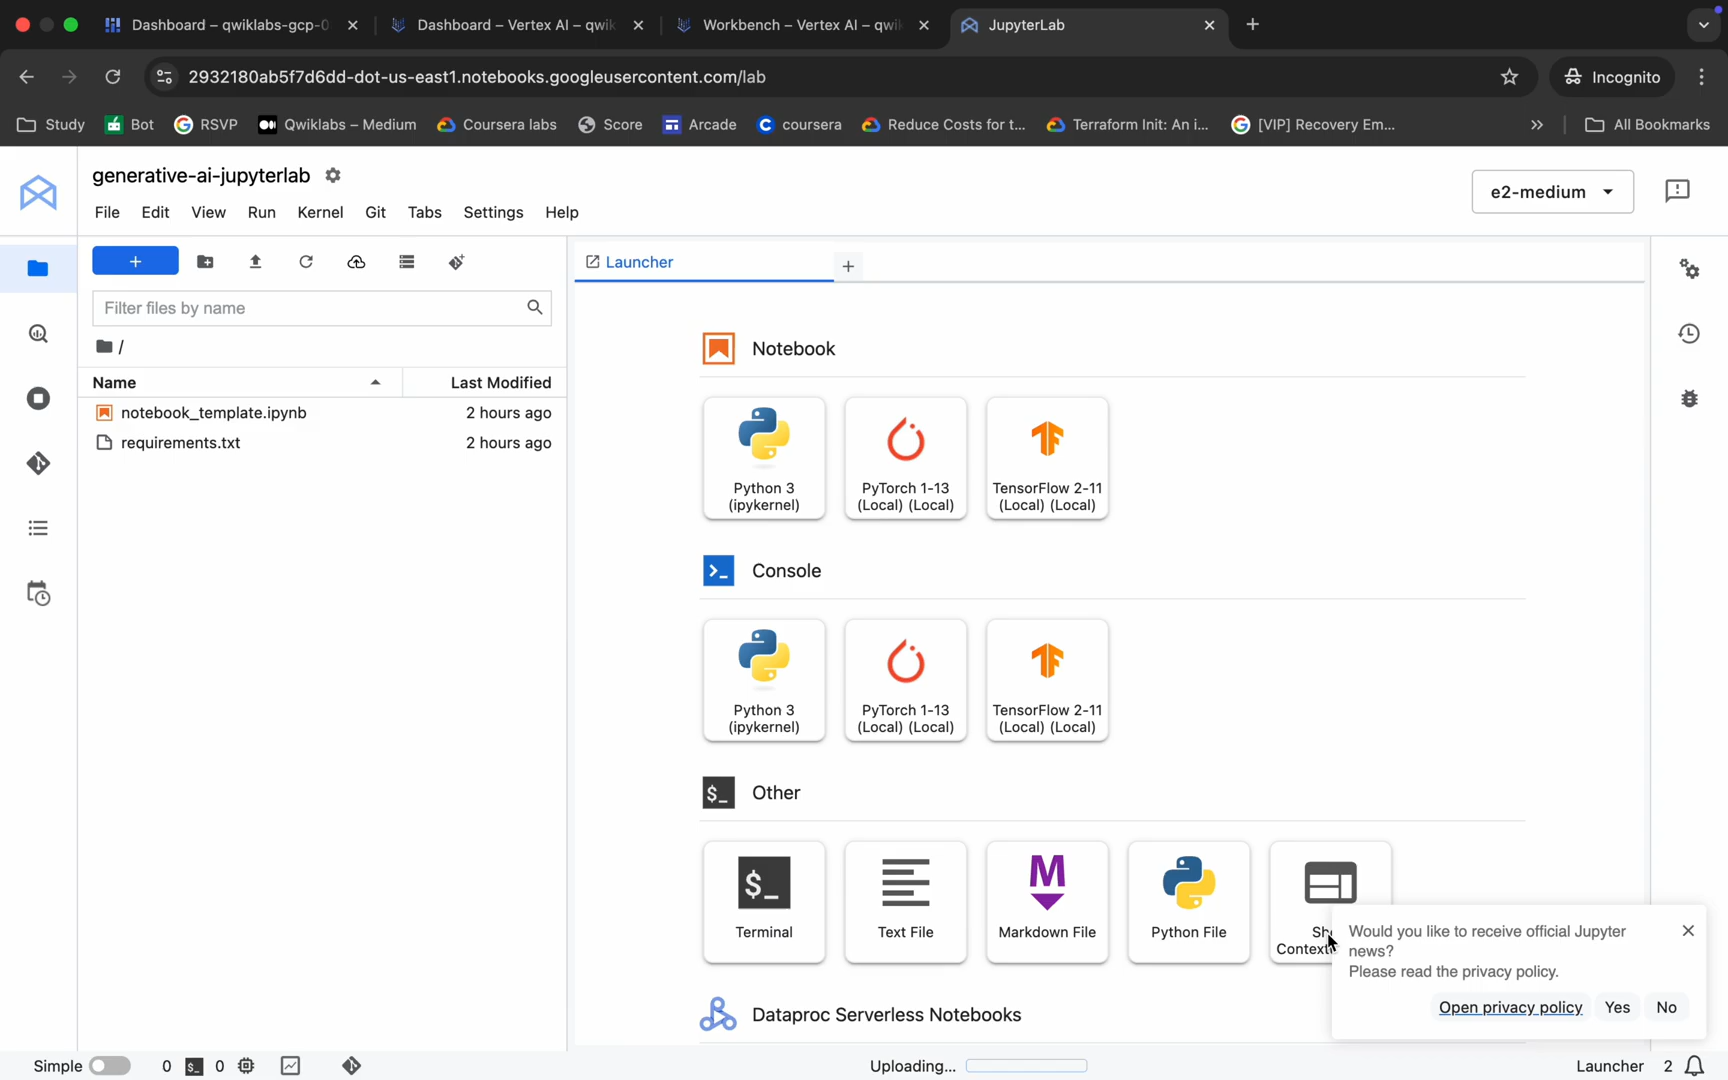 Dashboard – qwiklabs-gcp-0
Dashboard – Vertex AI – qwik
Workbench – Vertex AI – qwi
JupyterLab
2932180ab5f7d6dd-dot-us-east1.notebooks.googleusercontent.com/lab
Incognito
Study
Bot
RSVP
Qwiklabs – Medium
Coursera labs
Score
Arcade
coursera
Reduce Costs for t...
Terraform Init: An i...
[VIP] Recovery Em...
All Bookmarks
generative-ai-jupyterlab
e2-medium
File Edit View Run Kernel Git Tabs Settings Help
Launcher
Filter files by name
/
Name Last Modified
notebook_template.ipynb 2 hours ago
requirements.txt 2 hours ago
Notebook
Python 3
(ipykernel)
PyTorch 1-13
(Local) (Local)
TensorFlow 2-11
(Local) (Local)
Console
Python 3
(ipykernel)
PyTorch 1-13
(Local) (Local)
TensorFlow 2-11
(Local) (Local)
$_ Other
$_
Terminal
Text File
M
Markdown File
Python File
Would you like to receive official Jupyter
news?
Please read the privacy policy.
Open privacy policy Yes No
Dataproc Serverless Notebooks
Simple 0 $_ 0 Uploading... Launcher 2